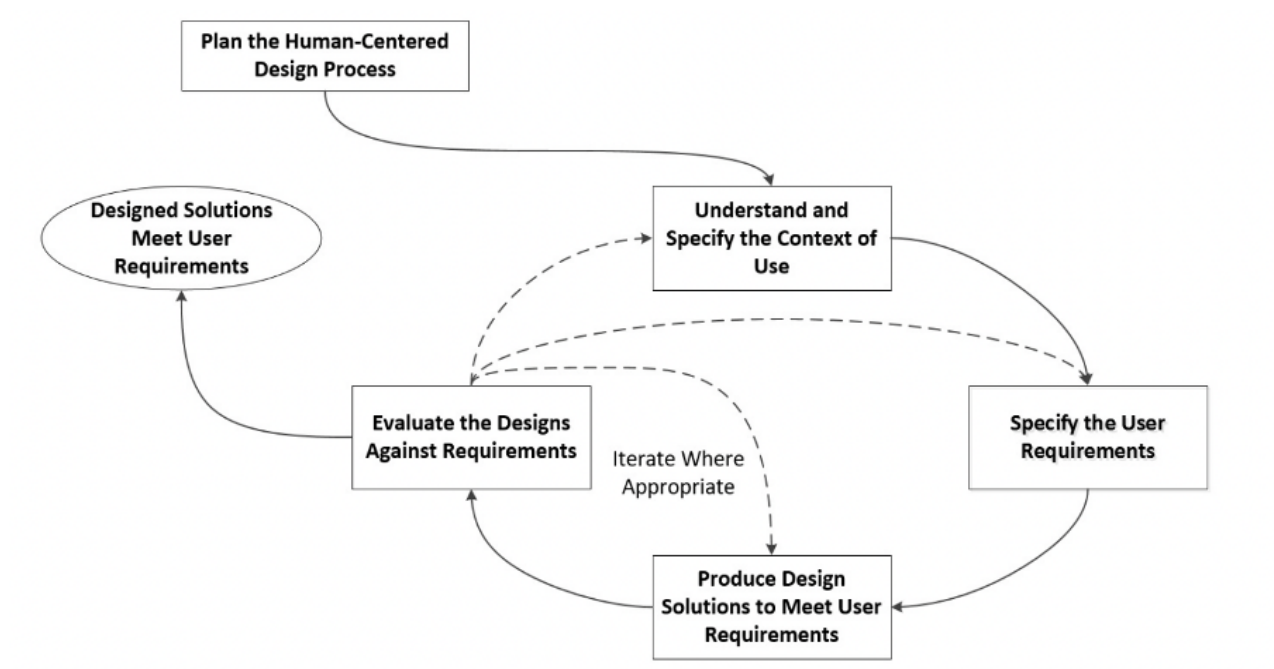 Plan the Human-Centered
Design Process
Designed Solutions
Meet User
Requirements
Understand and
Specify the Context of
Use
Evaluate the Designs
Against Requirements
Iterate Where
Appropriate
Specify the User
Requirements
Produce Design
Solutions to Meet User
Requirements